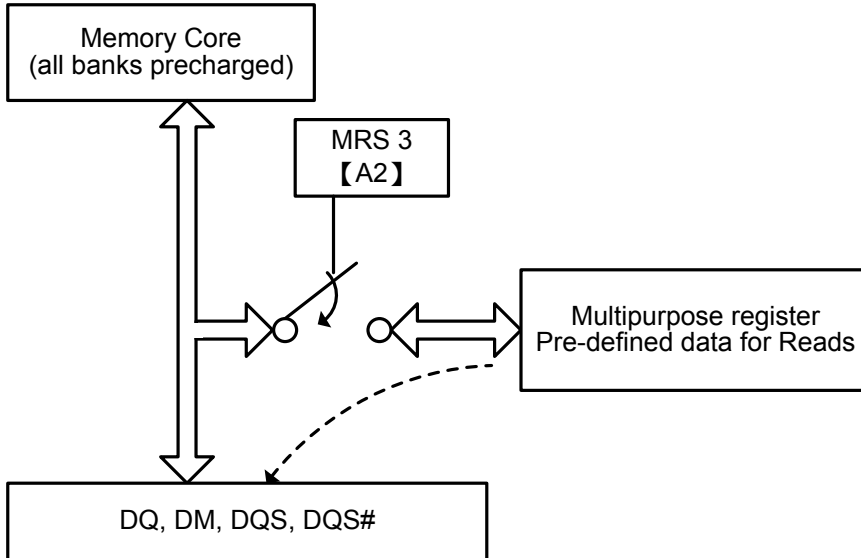 Memory Core
(all banks precharged)
MRS 3
【A2】
Multipurpose register
Pre-defined data for Reads
DQ, DM, DQS, DQS#